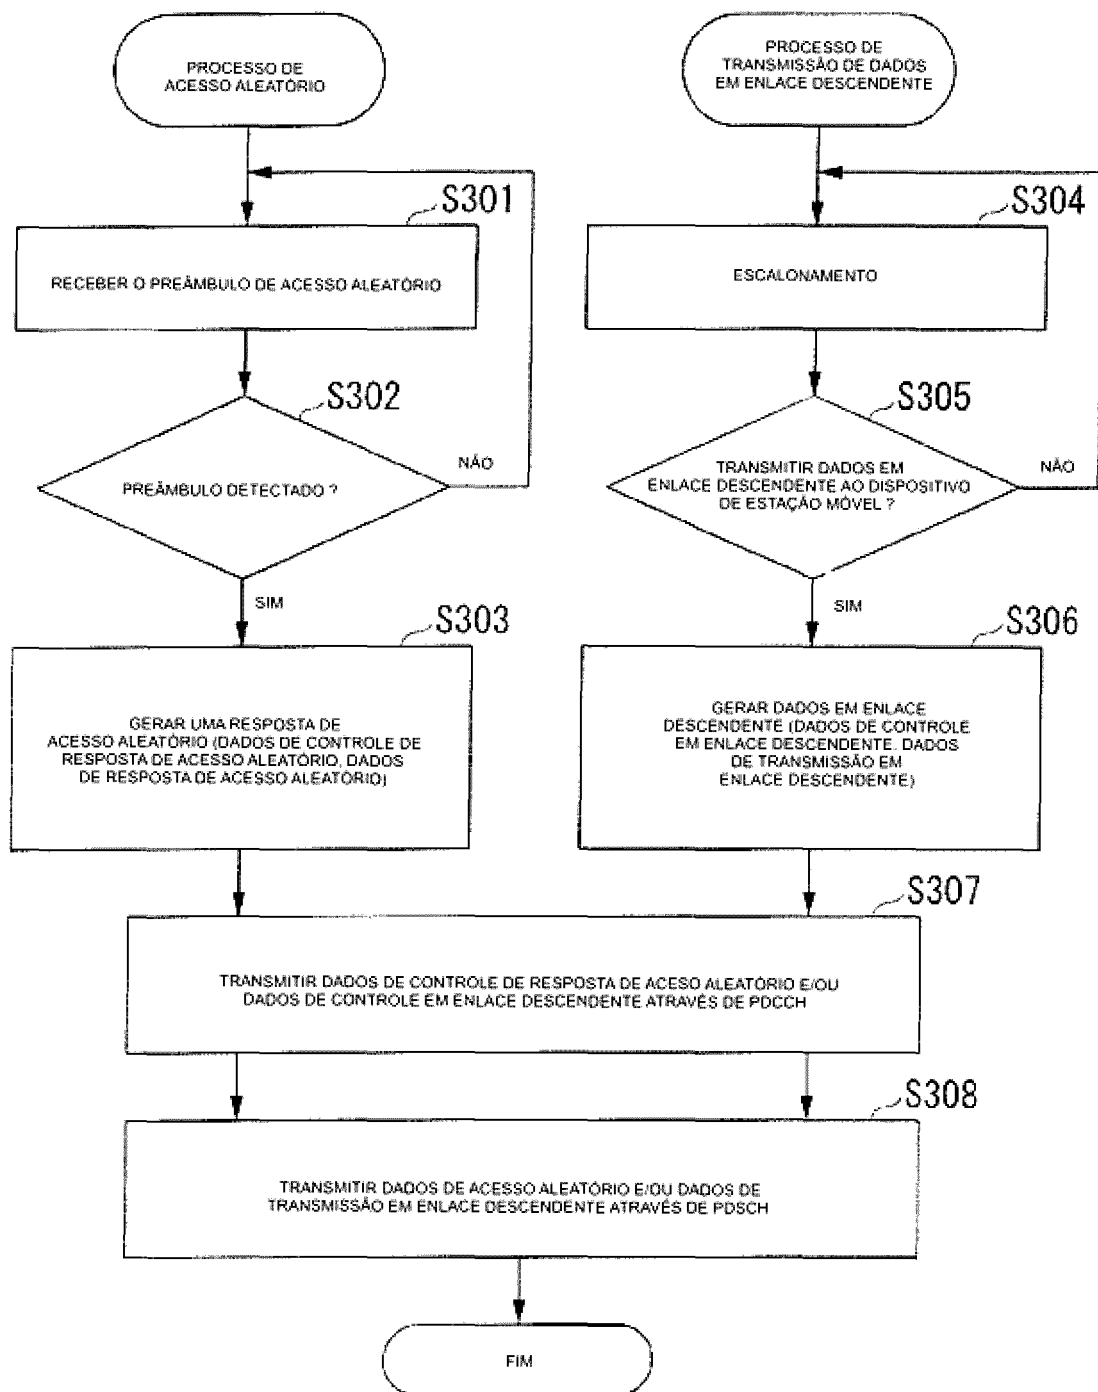 PROCESSO DE
ACESSO ALEATÓRIO
PROCESSO DE
TRANSMISSÃO DE DADOS
EM ENLACE DESCENDENTE
S301
RECEBER O PREÂMBULO DE ACESSO ALEATÓRIO
S304
ESCALONAMENTO
S302
PREÂMBULO DETECTADO ?
NÃO
SIM
S305
TRANSMITIR DADOS EM
ENLACE DESCENDENTE AO DISPOSITIVO
DE ESTAÇÃO MÓVEL ?
NÃO
SIM
S303
GERAR UMA RESPOSTA DE
ACESSO ALEATÓRIO (DADOS DE CONTROLE DE
RESPOSTA DE ACESSO ALEATÓRIO, DADOS
DE RESPOSTA DE ACESSO ALEATÓRIO)
S306
GERAR DADOS EM ENLACE
DESCENDENTE (DADOS DE CONTROLE
EM ENLACE DESCENDENTE, DADOS
DE TRANSMISSÃO EM
ENLACE DESCENDENTE)
S307
TRANSMITIR DADOS DE CONTROLE DE RESPOSTA DE ACESO ALEATÓRIO E/OU
DADOS DE CONTROLE EM ENLACE DESCENDENTE ATRAVÉS DE PDCCH
S308
TRANSMITIR DADOS DE ACESSO ALEATÓRIO E/OU DADOS DE
TRANSMISSÃO EM ENLACE DESCENDENTE ATRAVÉS DE PDSCH
FIM